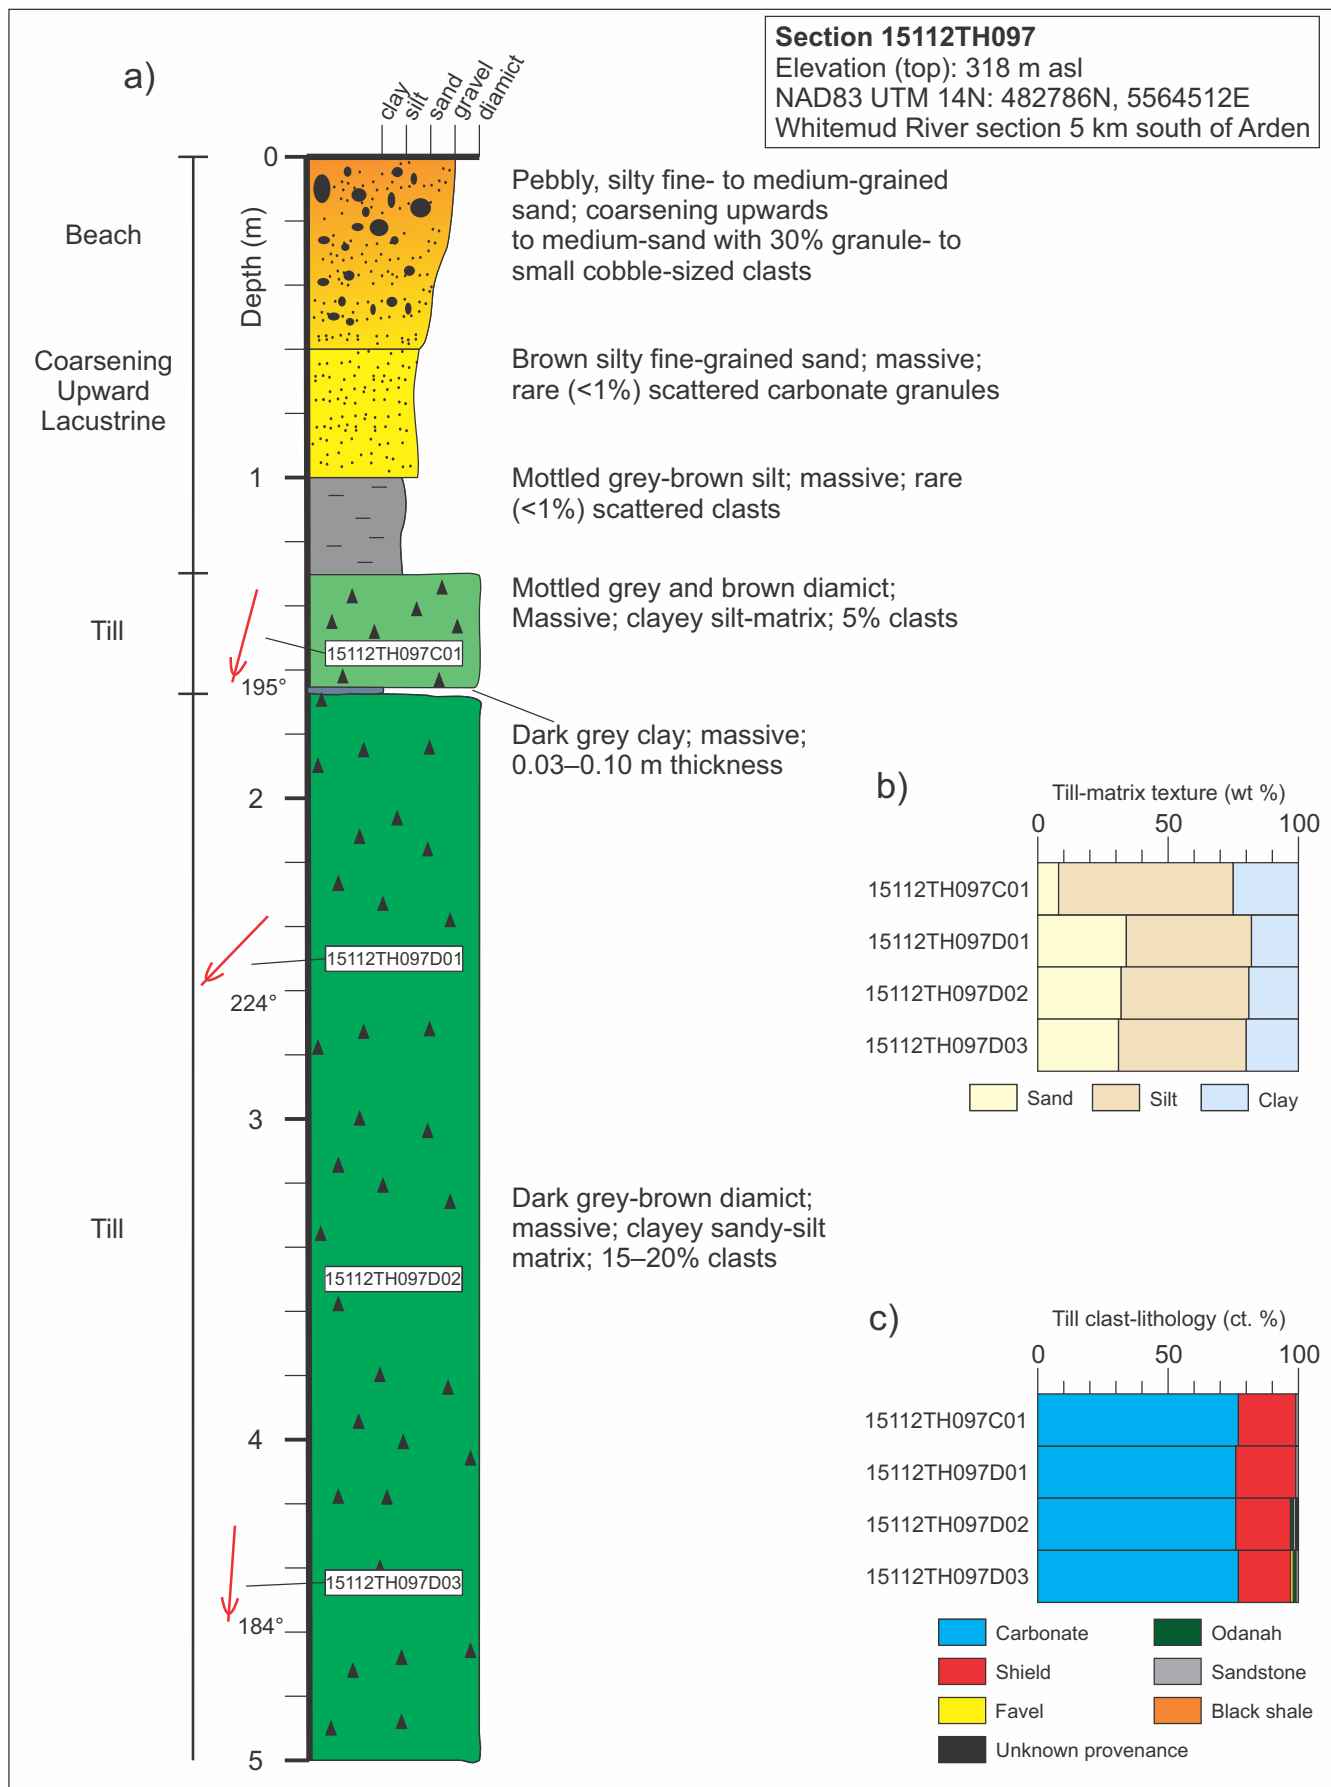 Section 15112TH097
Elevation (top): 318 m asl
NAD83 UTM 14N: 482786N, 5564512E
Whitemud River section 5 km south of Arden
a)
clay
silt
sand
gravel
diamict
Depth (m)
0
1
2
3
4
5
Beach
Coarsening
Upward
Lacustrine
Till
Till
Pebbly, silty fine- to medium-grained
sand; coarsening upwards
to medium-sand with 30% granule- to
small cobble-sized clasts
Brown silty fine-grained sand; massive;
rare (<1%) scattered carbonate granules
Mottled grey-brown silt; massive; rare
(<1%) scattered clasts
Mottled grey and brown diamict;
Massive; clayey silt-matrix; 5% clasts
15112TH097C01
195°
Dark grey clay; massive;
0.03–0.10 m thickness
15112TH097D01
224°
Dark grey-brown diamict;
massive; clayey sandy-silt
matrix; 15–20% clasts
15112TH097D02
15112TH097D03
184°
b)
Till-matrix texture (wt %)
0 50 100
15112TH097C01
15112TH097D01
15112TH097D02
15112TH097D03
Sand Silt Clay
c)
Till clast-lithology (ct. %)
0 50 100
15112TH097C01
15112TH097D01
15112TH097D02
15112TH097D03
Carbonate Odanah
Shield Sandstone
Favel Black shale
Unknown provenance